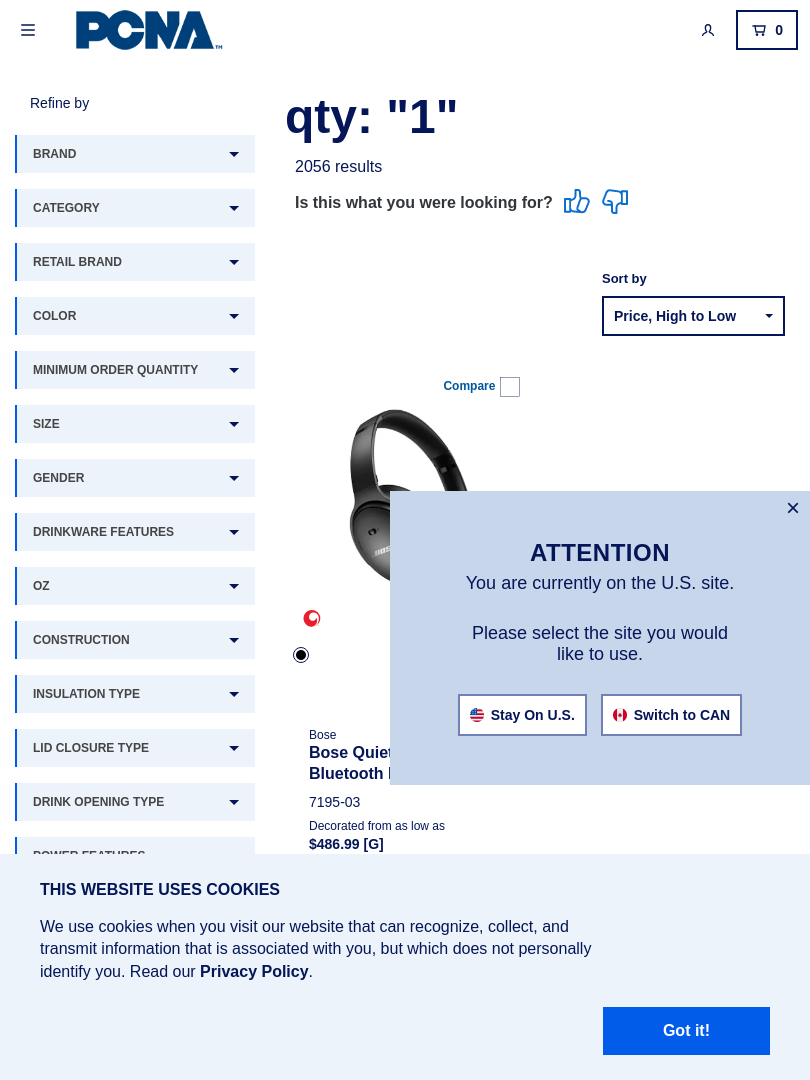 PCNA™
0
Refine by
BRAND
CATEGORY
RETAIL BRAND
COLOR
MINIMUM ORDER QUANTITY
SIZE
GENDER
DRINKWARE FEATURES
OZ
CONSTRUCTION
INSULATION TYPE
LID CLOSURE TYPE
DRINK OPENING TYPE
POWER FEATURES
qty: "1"
2056 results
Is this what you were looking for?
Sort by
Price, High to Low
Compare
BOSE
Bose
Bose Quiet
Bluetooth
7195-03
Decorated from as low as
$486.99 [G]
×
ATTENTION
You are currently on the U.S. site.
Please select the site you would
like to use.
Stay On U.S.
Switch to CAN
THIS WEBSITE USES COOKIES
We use cookies when you visit our website that can recognize, collect, and
transmit information that is associated with you, but which does not personally
identify you. Read our Privacy Policy.
Got it!